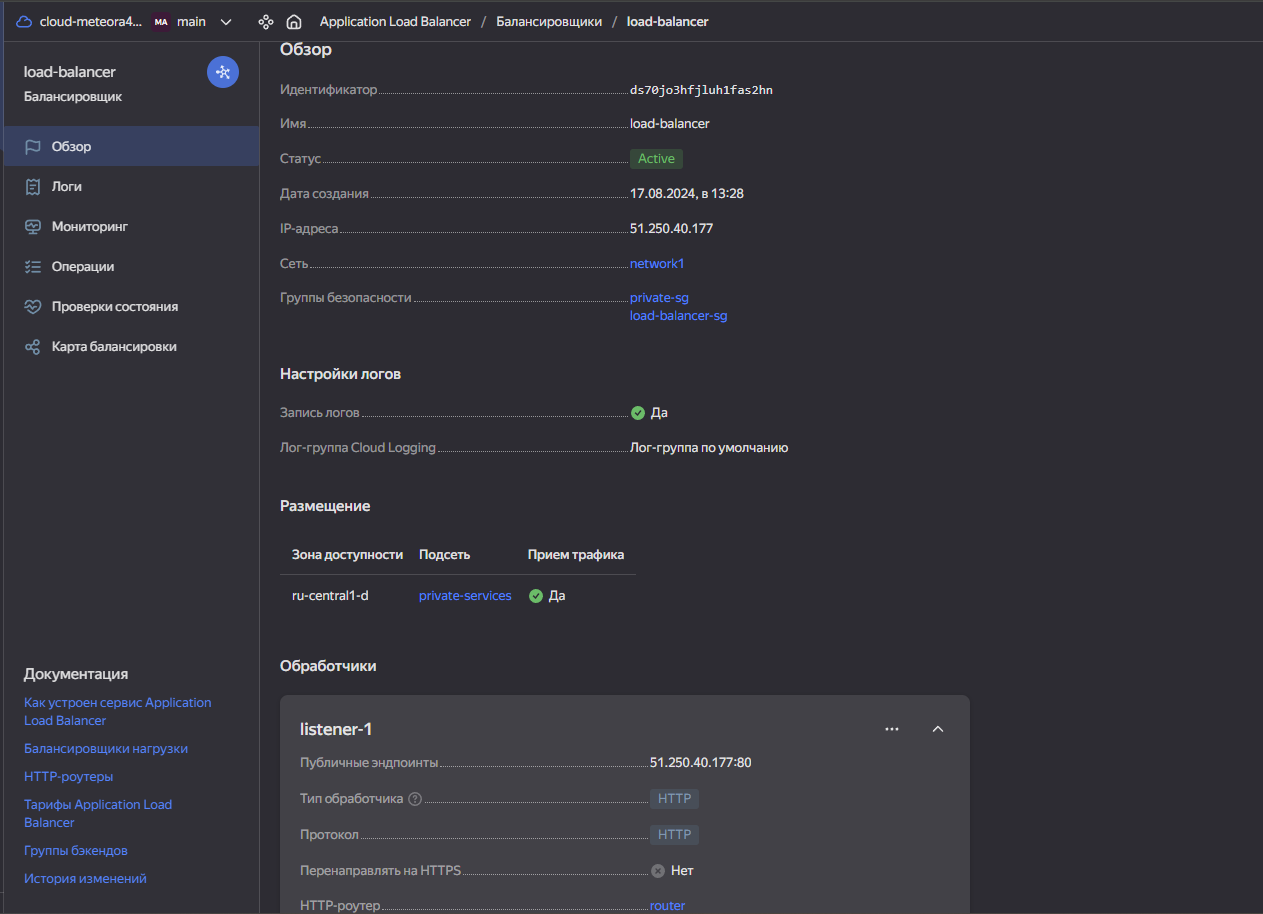 cloud-meteora4... MA main
Application Load Balancer / Балансировщики / load-balancer
load-balancer
Балансировщик
Обзор
Логи
Мониторинг
Операции
Проверки состояния
Карта балансировки
Документация
Как устроен сервис Application
Load Balancer
Балансировщики нагрузки
HTTP-роутеры
Тарифы Application Load
Balancer
Группы бэкендов
История изменений
Обзор
Идентификатор ds70jo3hfjluh1fas2hn
Имя load-balancer
Статус Active
Дата создания 17.08.2024, в 13:28
IP-адреса 51.250.40.177
Сеть network1
Группы безопасности private-sg
load-balancer-sg
Настройки логов
Запись логов Да
Лог-группа Cloud Logging Лог-группа по умолчанию
Размещение
Зона доступности Подсеть Прием трафика
ru-central1-d private-services Да
Обработчики
listener-1
Публичные эндпоинты 51.250.40.177:80
Тип обработчика HTTP
Протокол HTTP
Перенаправлять на HTTPS Нет
HTTP-роутер router